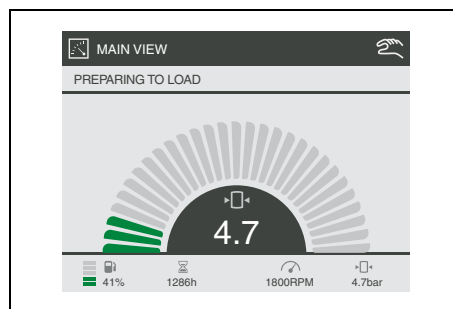 MAIN VIEW
PREPARING TO LOAD
4.7
41% 1286h 1800RPM 4.7bar